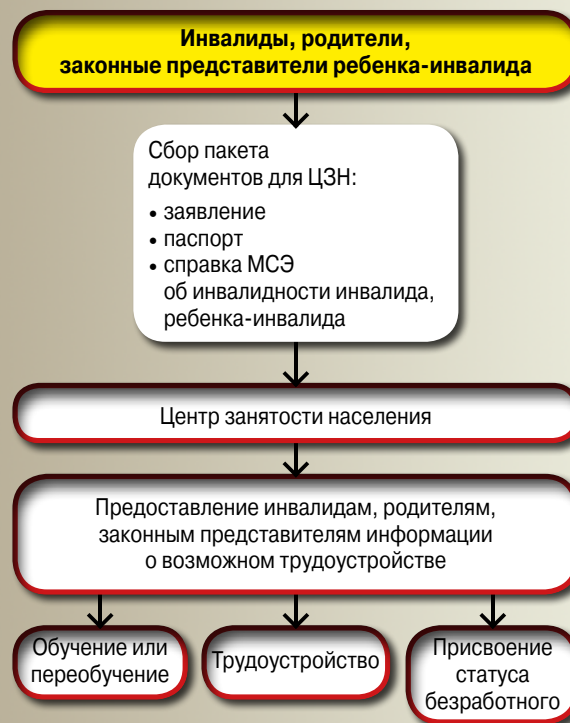 Инвалиды, родители,
законные представители ребенка-инвалида
Сбор пакета
документов для ЦЗН:
• заявление
• паспорт
• справка МСЭ
об инвалидности инвалида,
ребенка-инвалида
Центр занятости населения
Предоставление инвалидам, родителям,
законным представителям информации
о возможном трудоустройстве
Обучение или
переобучение
Трудоустройство
Присвоение
статуса
безработного